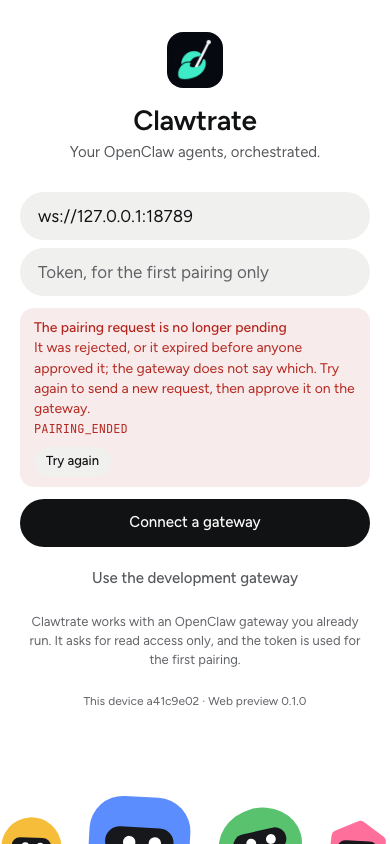 Clawtrate
Your OpenClaw agents, orchestrated.
ws://127.0.0.1:18789
Token, for the first pairing only
The pairing request is no longer pending
It was rejected, or it expired before anyone
approved it; the gateway does not say which. Try
again to send a new request, then approve it on the
gateway.
PAIRING_ENDED
Try again
Connect a gateway
Use the development gateway
Clawtrate works with an OpenClaw gateway you already
run. It asks for read access only, and the token is used for
the first pairing.
This device a41c9e02 · Web preview 0.1.0